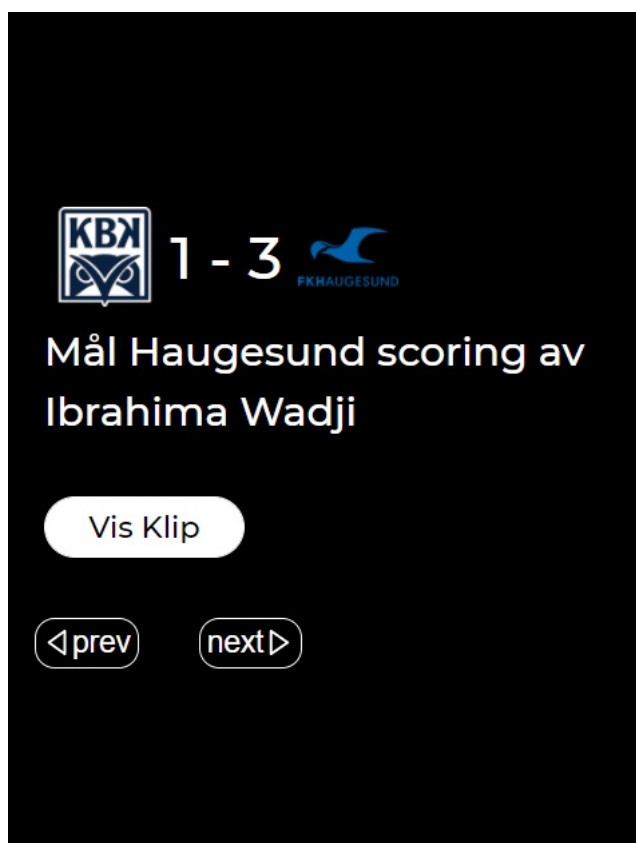 KBK 1 - 3 FKHAUGESUND
Mål Haugesund scoring av
Ibrahima Wadji
Vis Klip
prev next